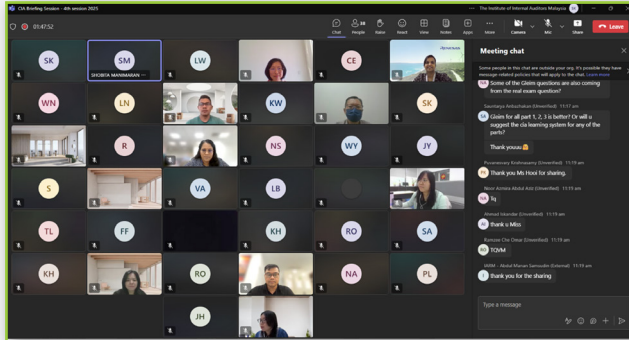 CIA Briefing Session - 4th session 2025
The Institute of Internal Auditors Malaysia
01:47:52
Chat
People
38
Raise
React
View
Notes
Apps
More
Camera
Mic
Share
Leave
SK
SM
SHOBITA MANIMARAN
LW
CE
WN
LN
KW
SK
R
NS
WY
JY
S
VA
LB
TL
FF
KH
RO
SA
KH
RO
NA
PL
JH
Meeting chat
Some people in this chat are outside your org. It's possible they have
message-related policies that will apply to the chat. Learn more
Some of the Gleim questions are also coming
from the real exam question?
(Unverified) 11:17 am
Gleim for all part 1, 2, 3 is better? Or will u
suggest the cia learning system for any of the
parts?
Thank youuu
(Unverified) 11:19 am
Thank you Ms Hooi for sharing.
Noor Azmira Abdul Aziz (Unverified) 11:19 am
Tq
Ahmad Iskandar (Unverified) 11:19 am
thank u Miss
Che Omar (Unverified) 11:19 am
TQVM
11:19 am
thank you for the sharing
Type a message